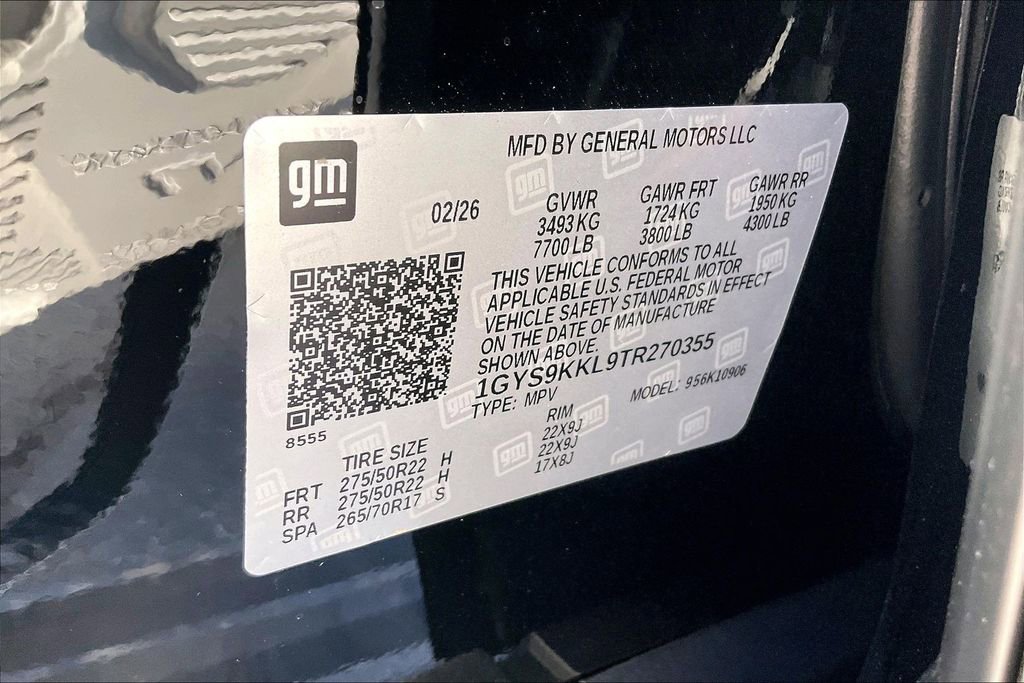 gm
MFD BY GENERAL MOTORS LLC
02/26
GVWR GAWR FRT GAWR RR
3493 KG 1724 KG 1950 KG
7700 LB 3800 LB 4300 LB
THIS VEHICLE CONFORMS TO ALL
APPLICABLE U.S. FEDERAL MOTOR
VEHICLE SAFETY STANDARDS IN EFFECT
ON THE DATE OF MANUFACTURE
SHOWN ABOVE.
1GYS9KKL9TR270355
TYPE: MPV MODEL: 956K10906
8555
TIRE SIZE RIM
FRT 275/50R22 H 22X9J
RR 275/50R22 H 22X9J
SPA 265/70R17 S 17X8J